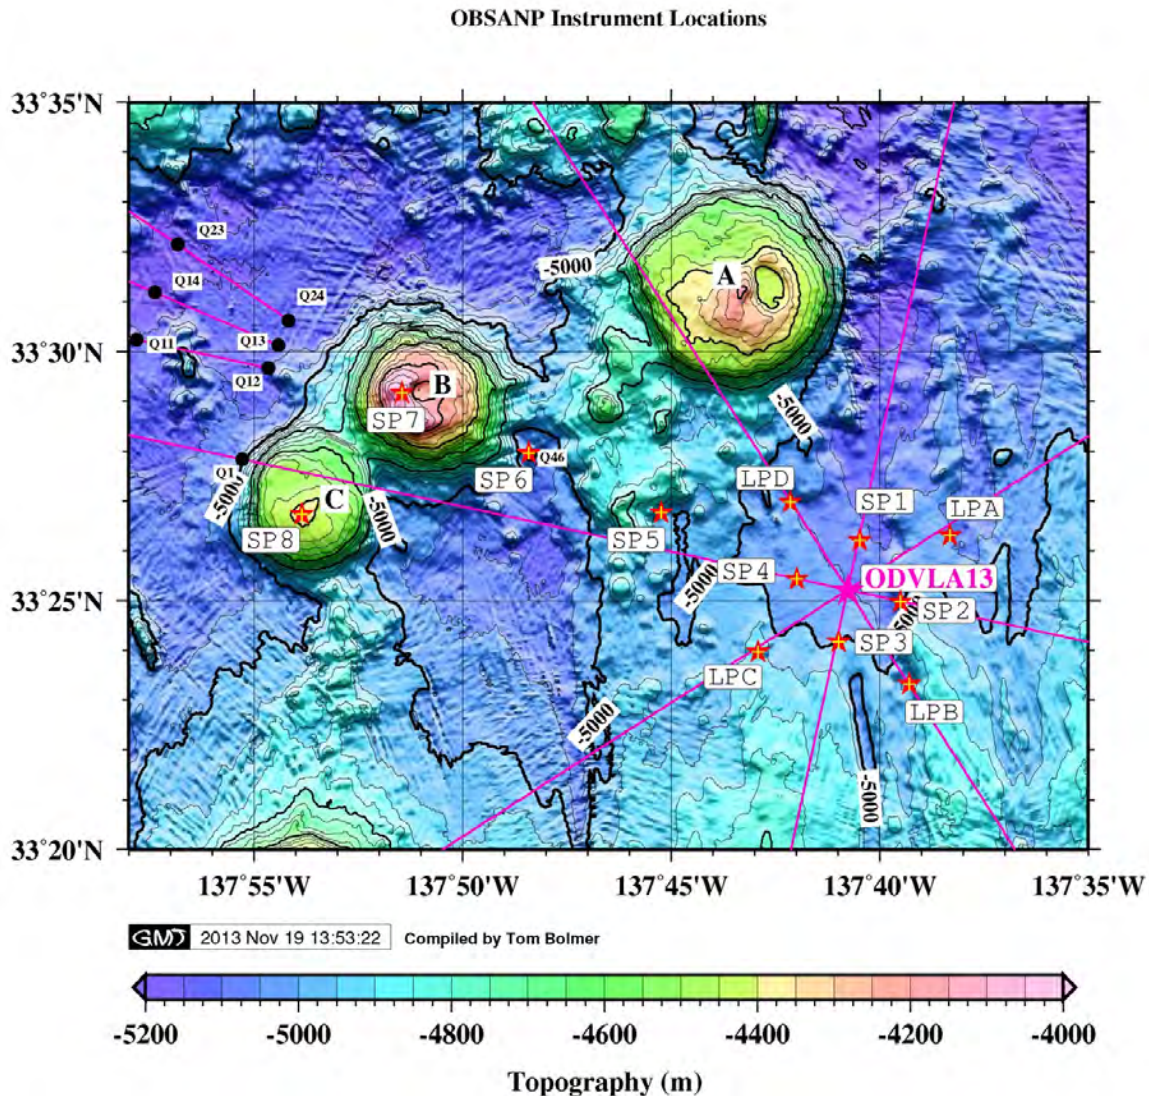 OBSANP Instrument Locations
33°35'N
Q23
Q14
-5000
A
Q24
33°30'N
Q11
Q13
Q12
B
SP7
-5000
Q46
SP6
Q1
-5000
C
-5000
SP8
LPD
SP1
LPA
SP5
SP4
-5000
ODVLA13
33°25'N
-5000
SP2
SP3
LPC
LPB
-5000
-5000
33°20'N
137°55'W 137°50'W 137°45'W 137°40'W 137°35'W
GMT 2013 Nov 19 13:53:22 Compiled by Tom Bolmer
-5200 -5000 -4800 -4600 -4400 -4200 -4000
Topography (m)